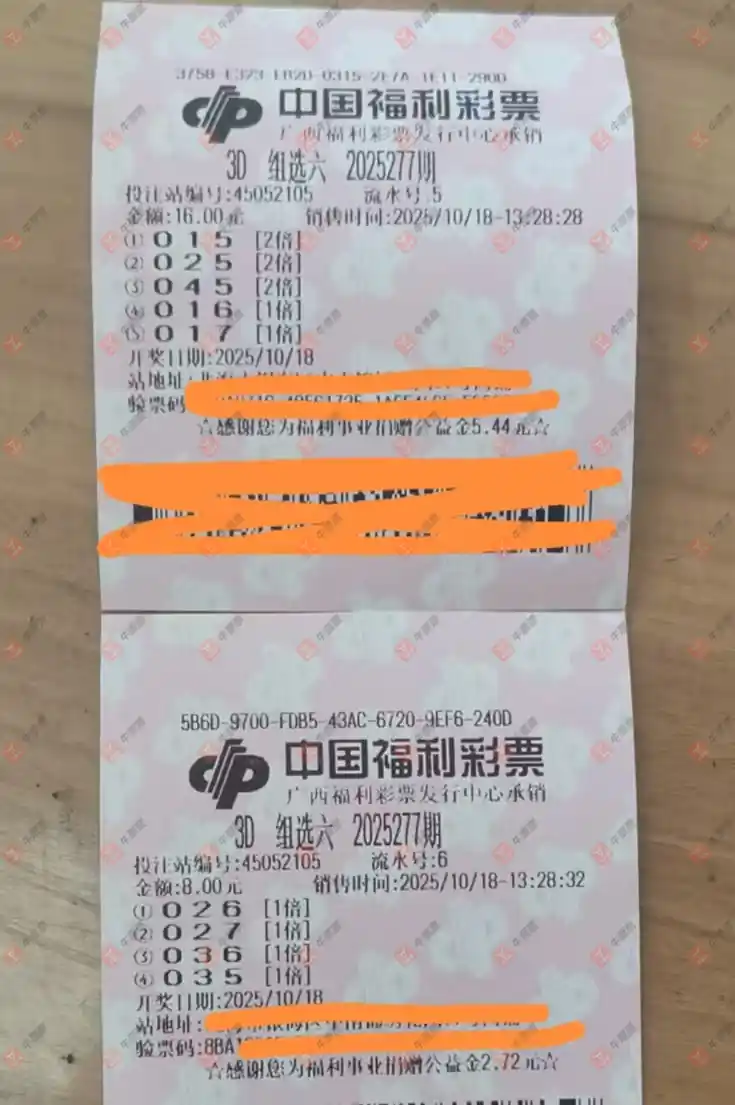 中国福利彩票
广西福利彩票发行中心承销
3D 组选六 2025277期
投注站编号:45052105 流水号:5
金额:16.00元 销售时间:2025/10/18-13:28:28
① 0 1 5 [2倍]
② 0 2 5 [2倍]
③ 0 4 5 [2倍]
④ 0 1 6 [1倍]
⑤ 0 1 7 [1倍]
开奖日期:2025/10/18
站地址:
验票码
☆感谢您为福利事业捐赠公益金5.44元☆
5B6D-9700-FDB5-43AC-6720-9EF6-240D
中国福利彩票
广西福利彩票发行中心承销
3D 组选六 2025277期
投注站编号:45052105 流水号:6
金额:8.00元 销售时间:2025/10/18-13:28:32
① 0 2 6 [1倍]
② 0 2 7 [1倍]
③ 0 3 6 [1倍]
④ 0 3 5 [1倍]
开奖日期:2025/10/18
站地址:
验票码:8BA
☆感谢您为福利事业捐赠公益金2.72元☆